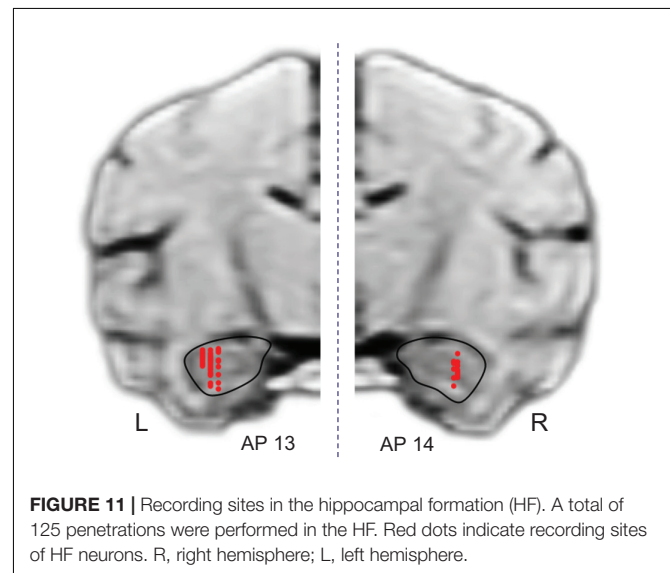 L
R
AP 13
AP 14
FIGURE 11 | Recording sites in the hippocampal formation (HF). A total of
125 penetrations were performed in the HF. Red dots indicate recording sites
of HF neurons. R, right hemisphere; L, left hemisphere.